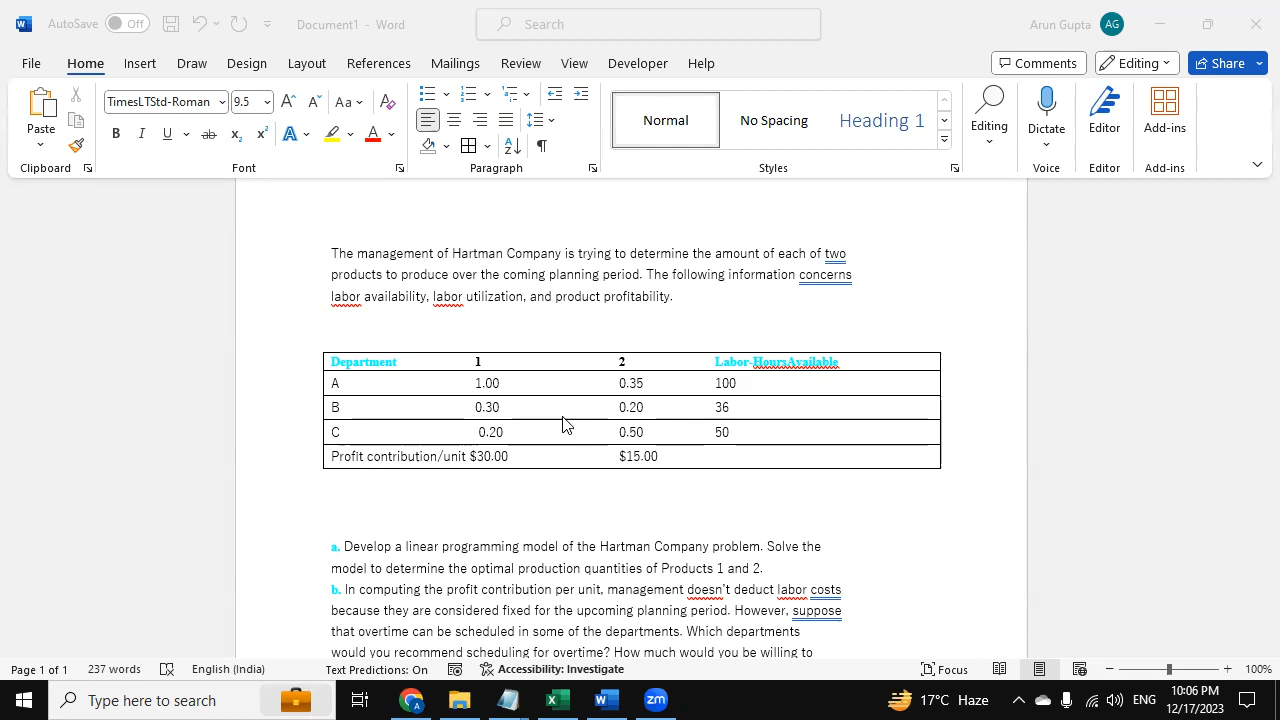 AutoSave Off Document1 - Word Search Arun Gupta AG
File Home Insert Draw Design Layout References Mailings Review View Developer Help Comments Editing Share
Paste TimesLTStd-Roman 9.5 Normal No Spacing Heading 1 Editing Dictate Editor Add-ins
Clipboard Font Paragraph Styles Voice Editor Add-ins
The management of Hartman Company is trying to determine the amount of each of two
products to produce over the coming planning period. The following information concerns
labor availability, labor utilization, and product profitability.
Department 1 2 Labor-HoursAvailable
A 1.00 0.35 100
B 0.30 0.20 36
C 0.20 0.50 50
Profit contribution/unit $30.00 $15.00
a. Develop a linear programming model of the Hartman Company problem. Solve the
model to determine the optimal production quantities of Products 1 and 2.
b. In computing the profit contribution per unit, management doesn't deduct labor costs
because they are considered fixed for the upcoming planning period. However, suppose
that overtime can be scheduled in some of the departments. Which departments
would you recommend scheduling for overtime? How much would you be willing to
Page 1 of 1 237 words English (India) Text Predictions: On Accessibility: Investigate Focus 100%
Type here to search 17°C Haze ENG 10:06 PM
12/17/2023